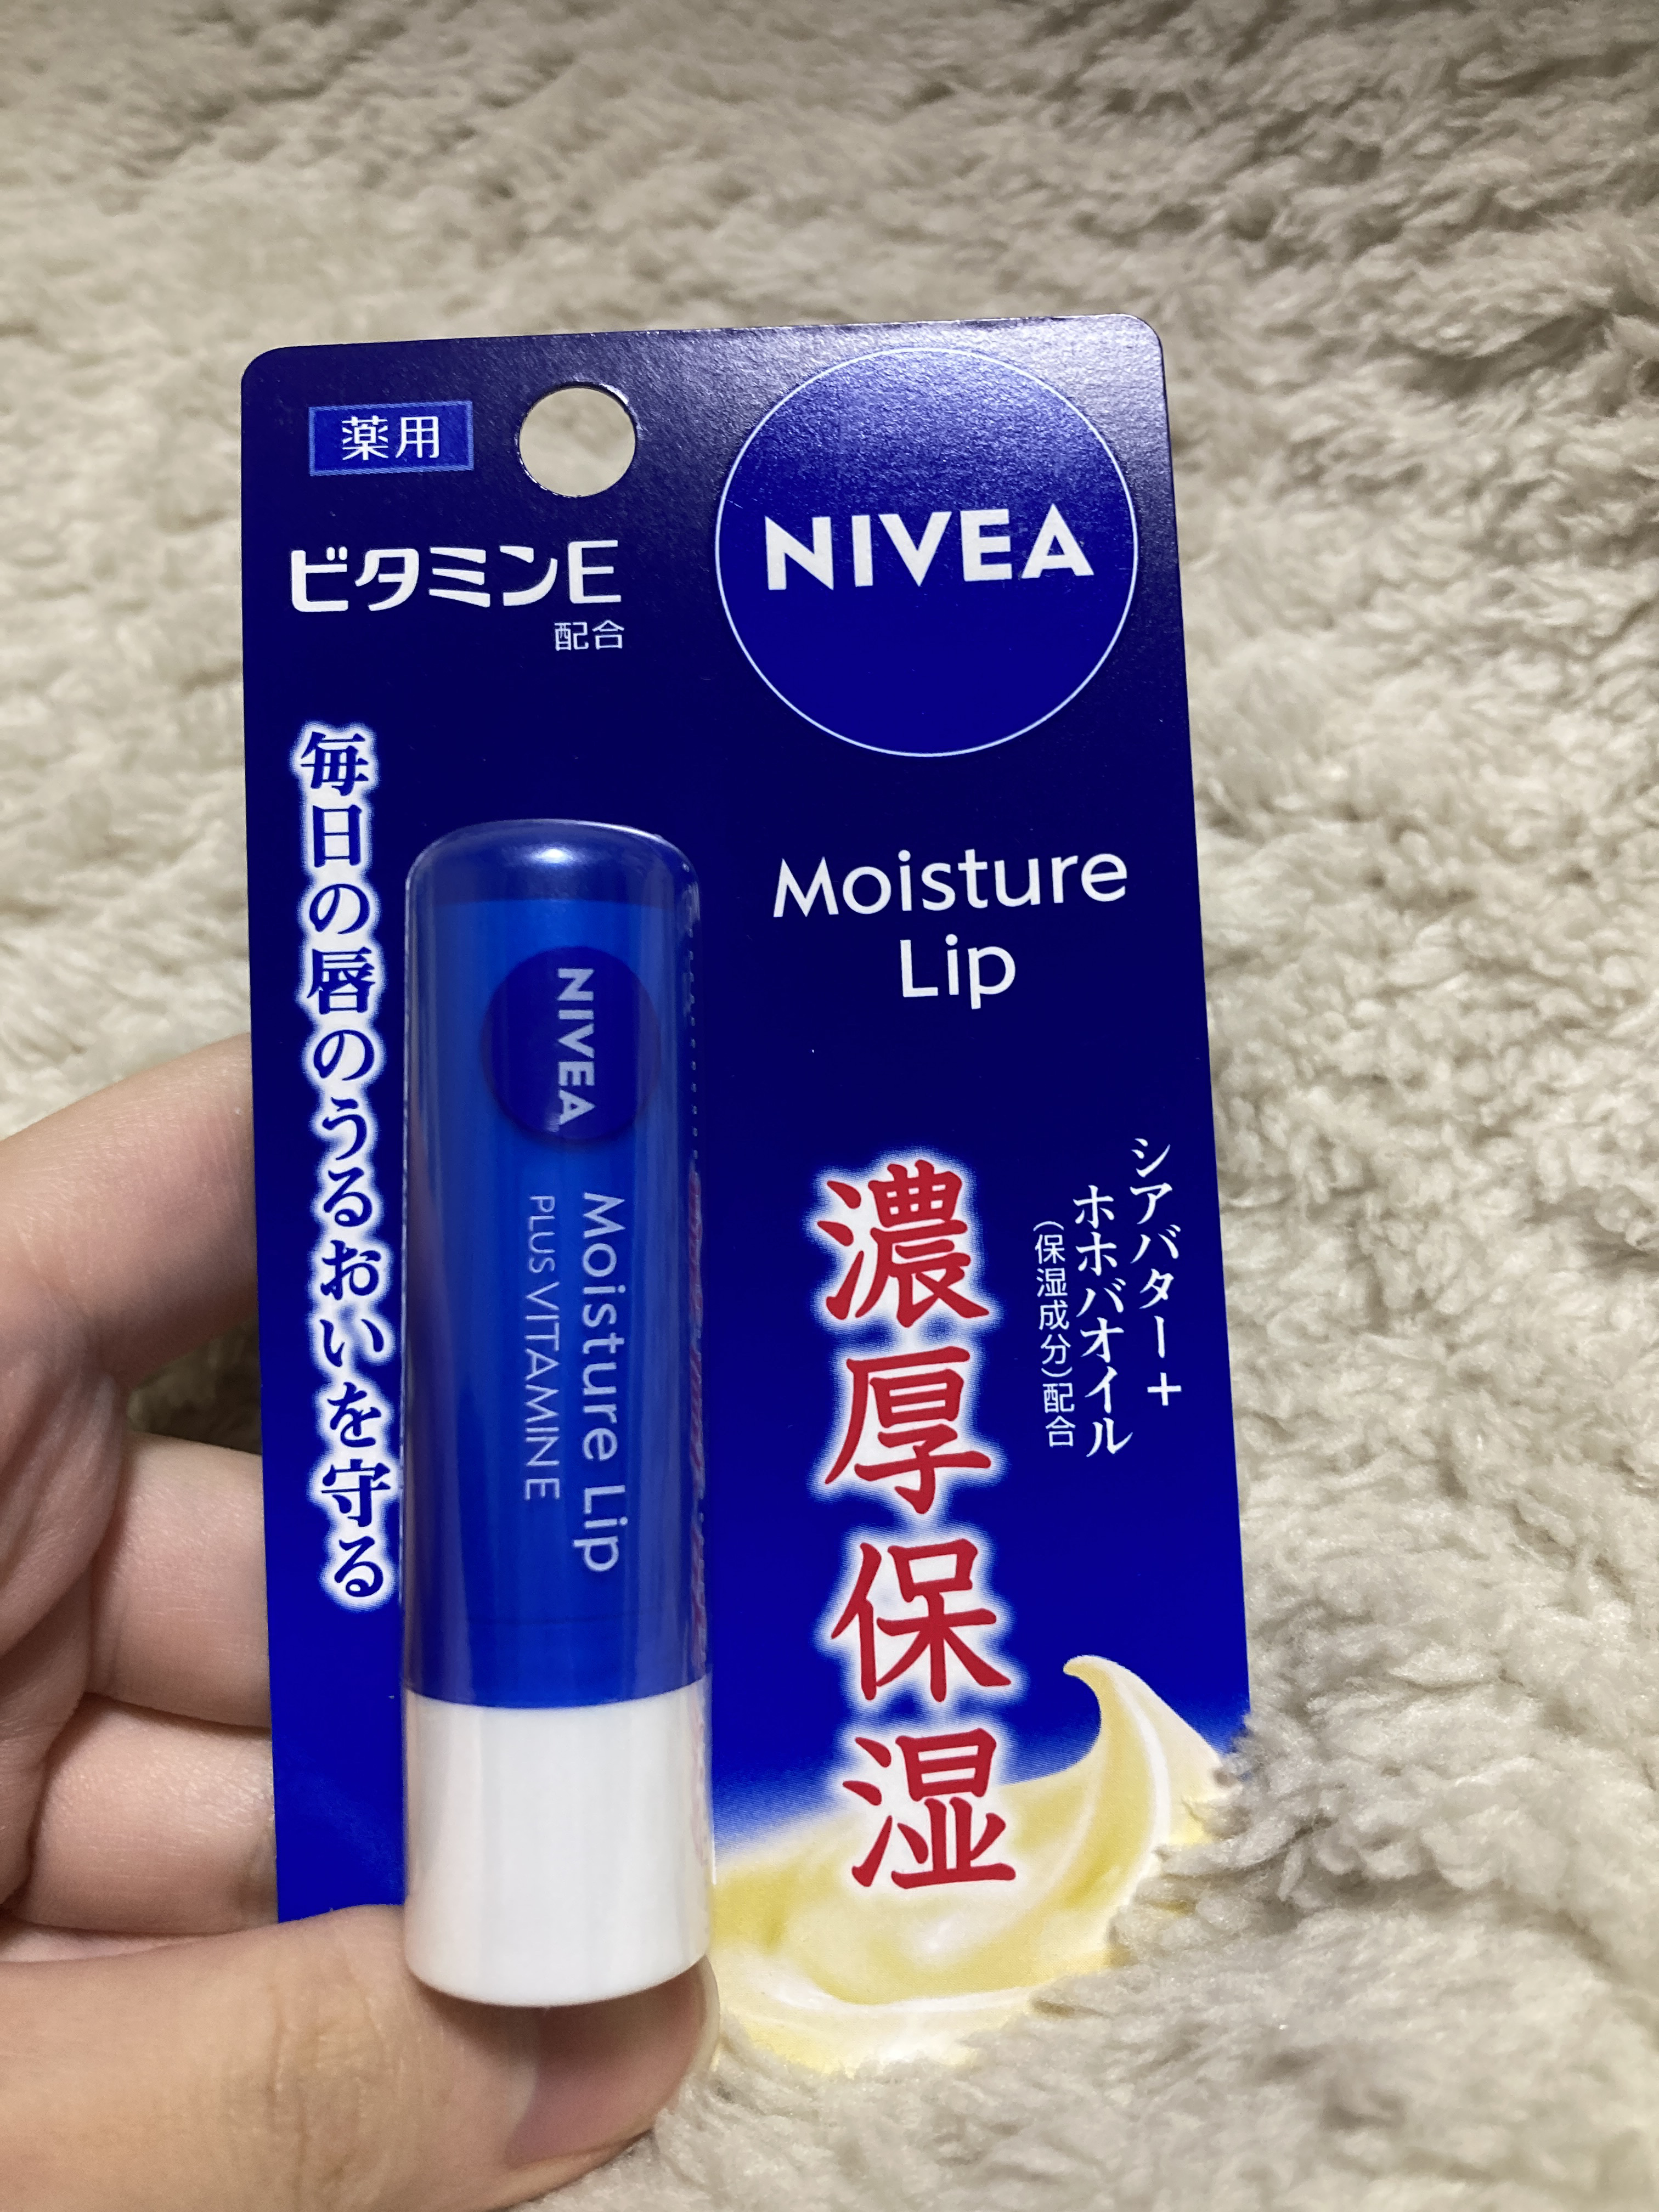 薬用
ビタミンE
配合
NIVEA
Moisture
Lip
毎日の唇のうるおいを守る
NIVEA
Moisture Lip
PLUS VITAMIN E
シアバター+
ホホバオイル
(保湿成分)配合
濃厚保湿